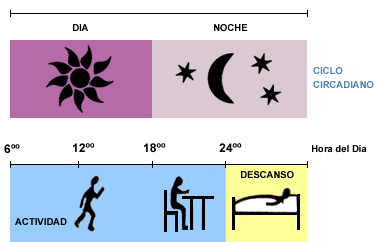 DIA NOCHE
CICLO
CIRCADIANO
6⁰⁰ 12⁰⁰ 18⁰⁰ 24⁰⁰ Hora del Dia
DESCANSO
ACTIVIDAD